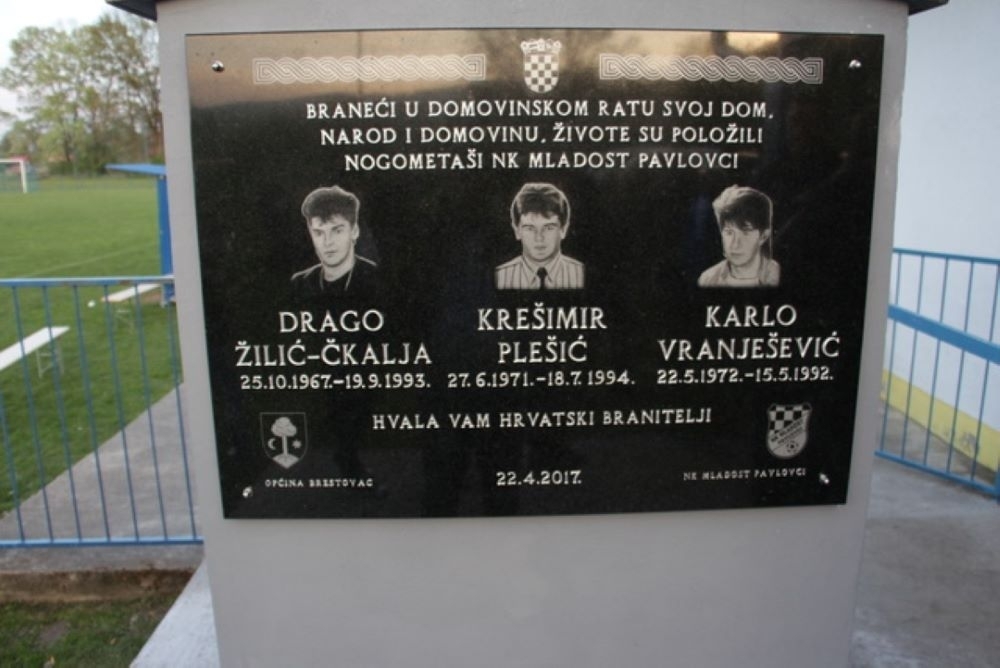 BRANEĆI U DOMOVINSKOM RATU SVOJ DOM,
NAROD I DOMOVINU, ŽIVOTE SU POLOŽILI
NOGOMETAŠI NK MLADOST PAVLOVCI
DRAGO
ŽILIĆ-ČKALJA
25.10.1967.-19.9.1993.
KREŠIMIR
PLEŠIĆ
27.6.1971.-18.7.1994.
KARLO
VRANJEŠEVIĆ
22.5.1972.-15.5.1992.
HVALA VAM HRVATSKI BRANITELJI
OPĆINA BRESTOVAC
22.4.2017.
NK MLADOST PAVLOVCI